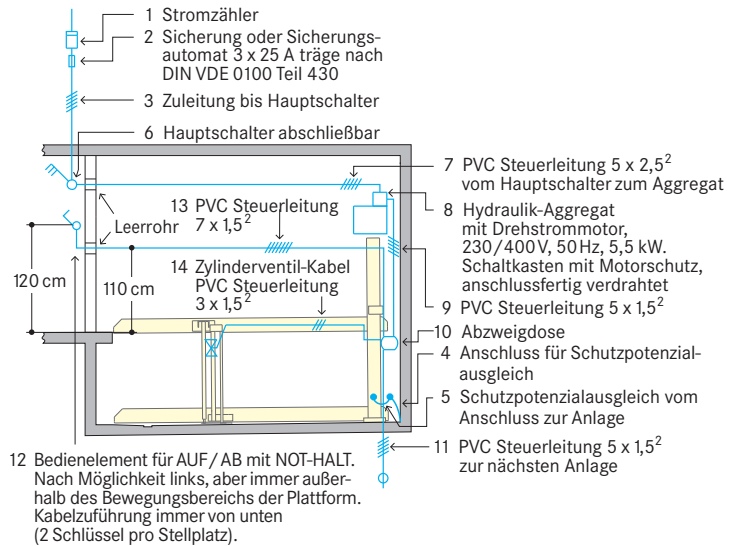 1 Stromzähler
2 Sicherung oder Sicherungs-
automat 3 x 25 A träge nach
DIN VDE 0100 Teil 430
3 Zuleitung bis Hauptschalter
6 Hauptschalter abschließbar
7 PVC Steuerleitung 5 x 2,5²
vom Hauptschalter zum Aggregat
8 Hydraulik-Aggregat
mit Drehstrommotor,
230/400 V, 50 Hz, 5,5 kW.
Schaltkasten mit Motorschutz,
anschlussfertig verdrahtet
9 PVC Steuerleitung 5 x 1,5²
10 Abzweigdose
4 Anschluss für Schutzpotenzial-
ausgleich
5 Schutzpotenzialausgleich vom
Anschluss zur Anlage
11 PVC Steuerleitung 5 x 1,5²
zur nächsten Anlage
13 PVC Steuerleitung
7 x 1,5²
Leerrohr
14 Zylinderventil-Kabel
PVC Steuerleitung
3 x 1,5²
120 cm
110 cm
12 Bedienelement für AUF/AB mit NOT-HALT.
Nach Möglichkeit links, aber immer außer-
halb des Bewegungsbereichs der Plattform.
Kabelzuführung immer von unten
(2 Schlüssel pro Stellplatz).